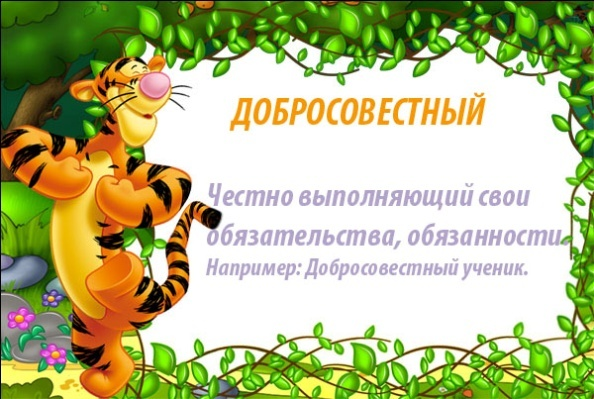 ДОБРОСОВЕСТНЫЙ
Честно выполняющий свои
обязательства, обязанности.
Например: Добросовестный ученик.